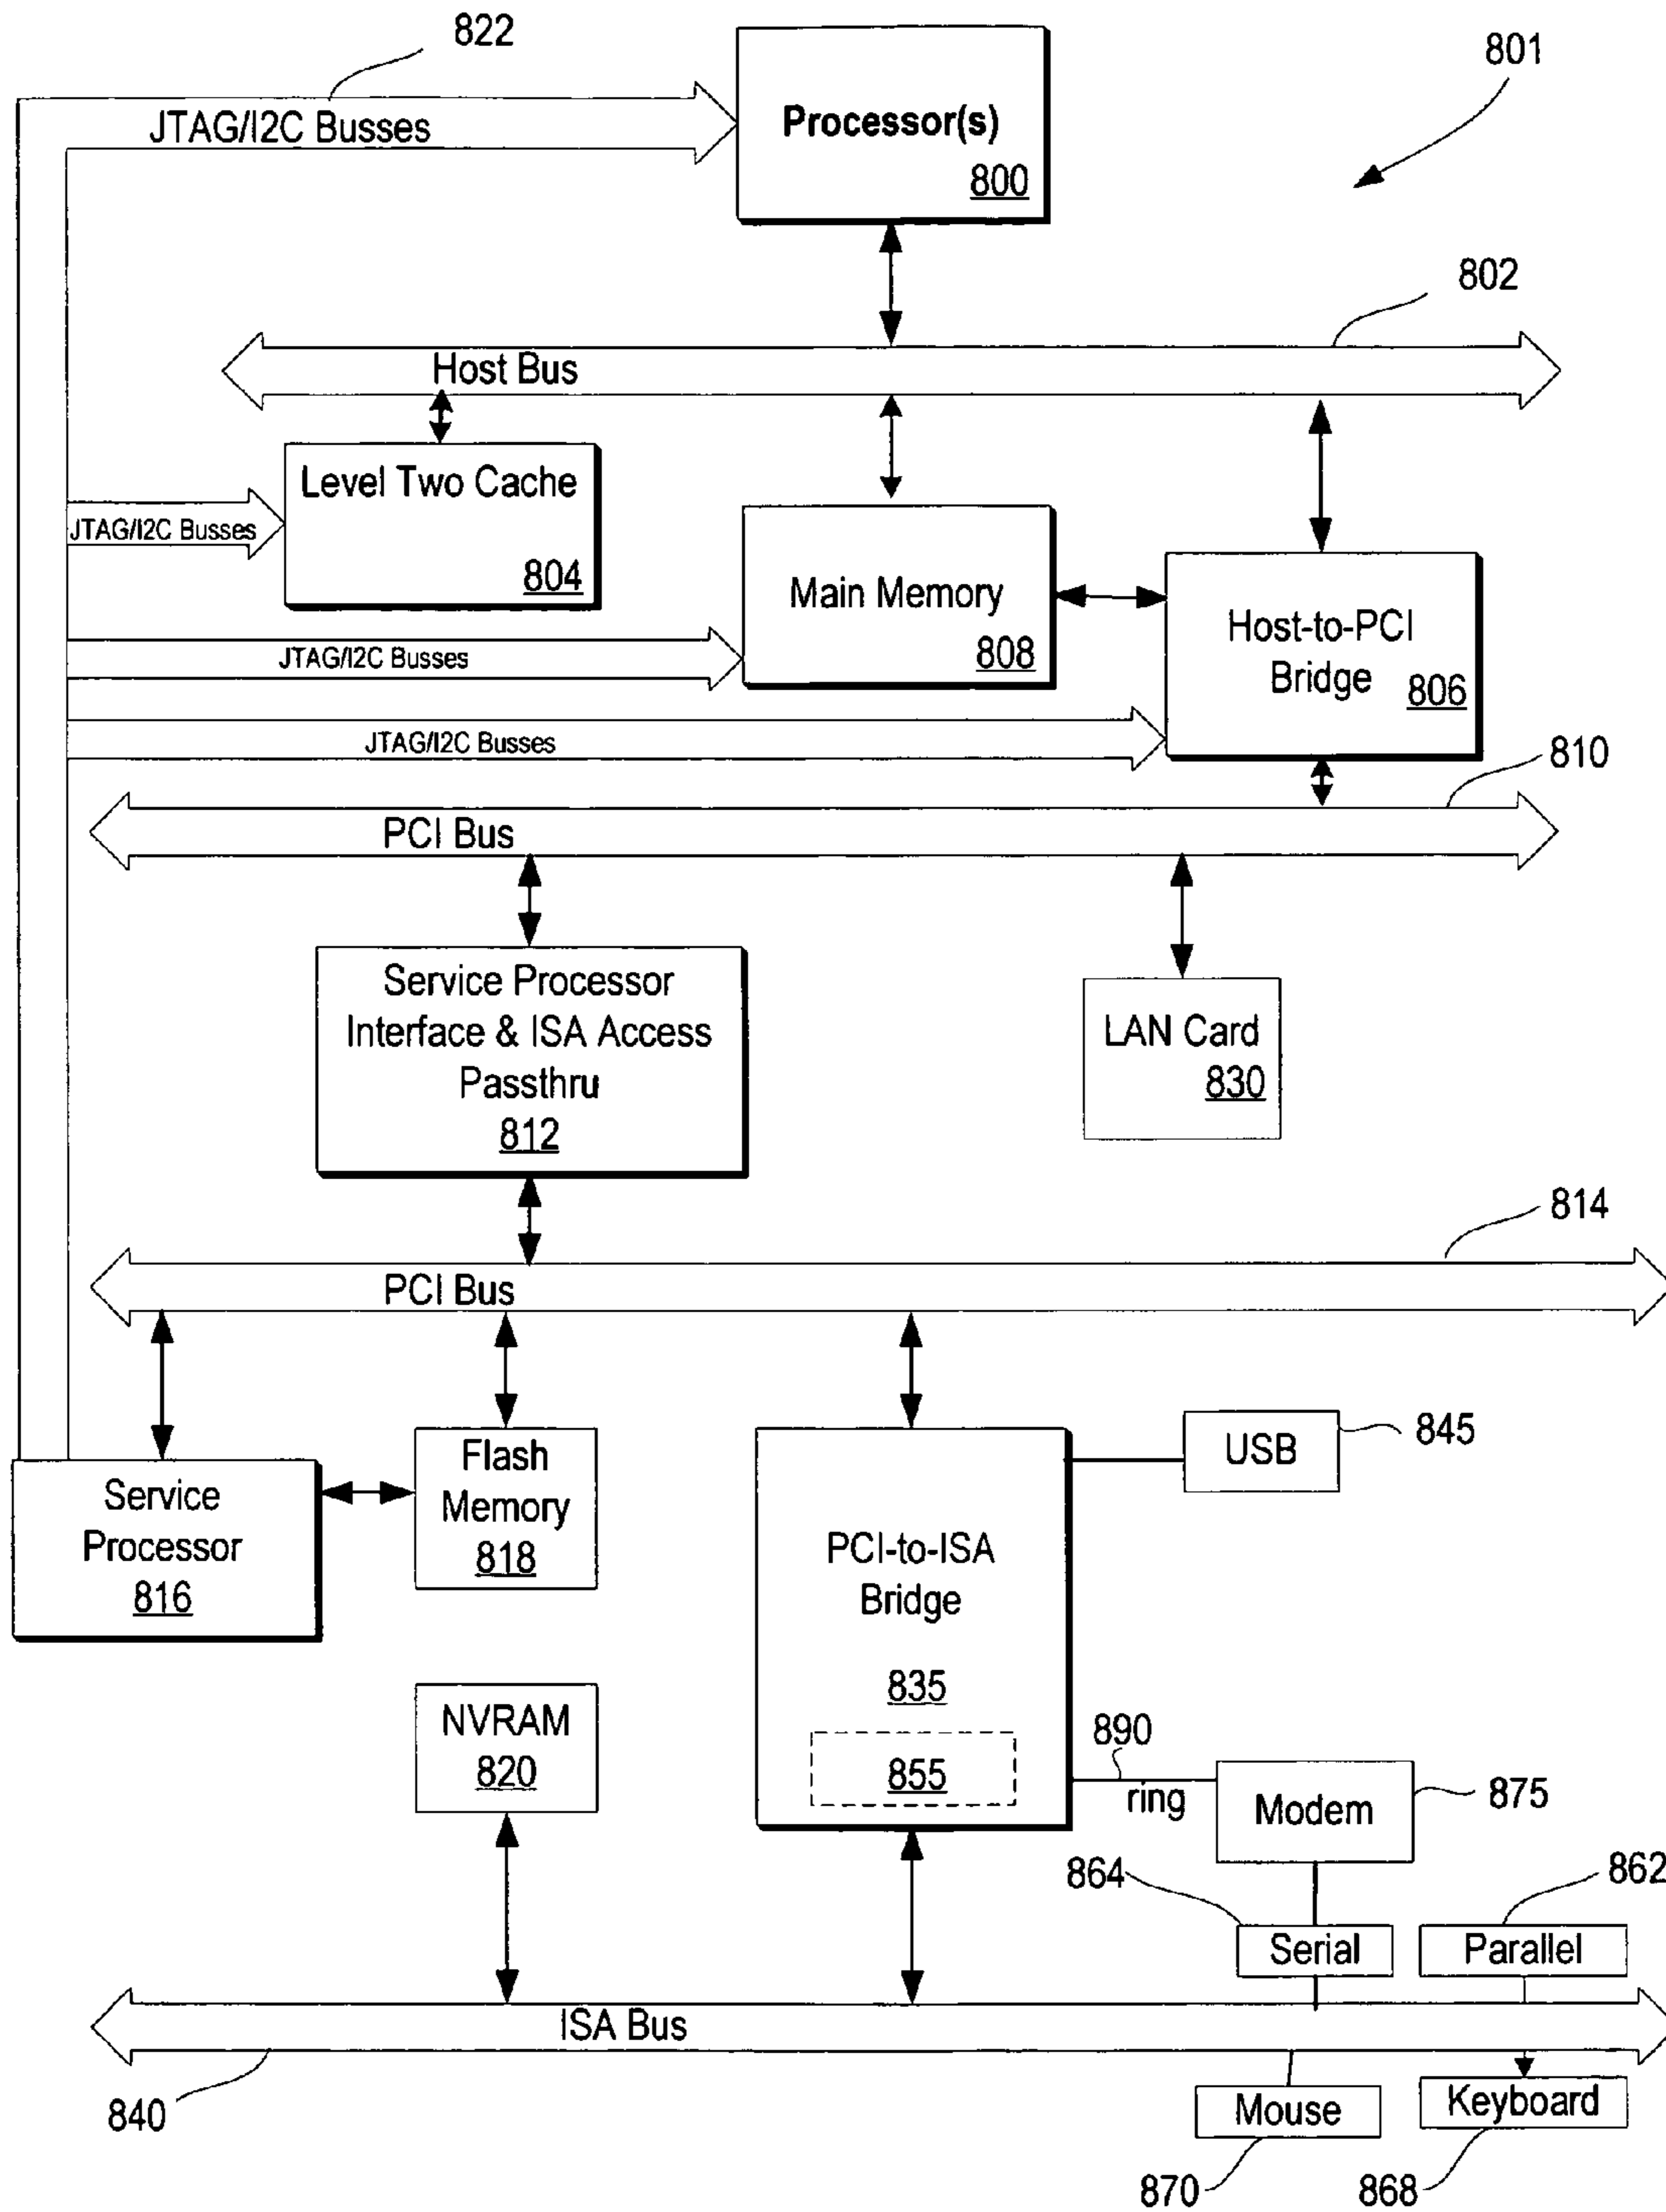 822
801
JTAG/I2C Busses
Processor(s)
800
802
Host Bus
Level Two Cache
804
JTAG/I2C Busses
Main Memory
808
Host-to-PCI
Bridge
806
JTAG/I2C Busses
JTAG/I2C Busses
810
PCI Bus
Service Processor
Interface & ISA Access
Passthru
812
LAN Card
830
814
PCI Bus
Service
Processor
816
Flash
Memory
818
PCI-to-ISA
Bridge
835
855
USB
845
NVRAM
820
890
ring
Modem
875
864
862
Serial
Parallel
ISA Bus
840
Mouse
Keyboard
870
868